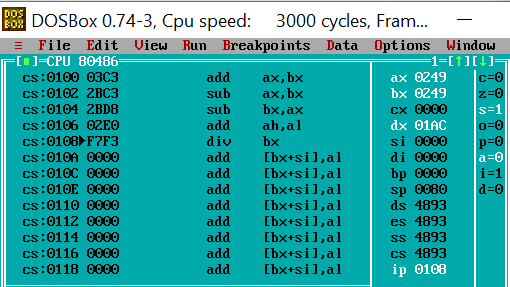 DOS BOX DOSBox 0.74-3, Cpu speed: 3000 cycles, Fram...
≡ File Edit View Run Breakpoints Data Options Window
[■]=CPU 80486 1=[↑][↓]
cs:0100 03C3 add ax,bx ax 0249 c=0
cs:0102 2BC3 sub ax,bx bx 0249 z=0
cs:0104 2BD8 sub bx,ax cx 0000 s=1
cs:0106 02E0 add ah,al dx 01AC o=0
cs:0108►F7F3 div bx si 0000 p=0
cs:010A 0000 add [bx+si],al di 0000 a=0
cs:010C 0000 add [bx+si],al bp 0000 i=1
cs:010E 0000 add [bx+si],al sp 0080 d=0
cs:0110 0000 add [bx+si],al ds 4893
cs:0112 0000 add [bx+si],al es 4893
cs:0114 0000 add [bx+si],al ss 4893
cs:0116 0000 add [bx+si],al cs 4893
cs:0118 0000 add [bx+si],al ip 0108